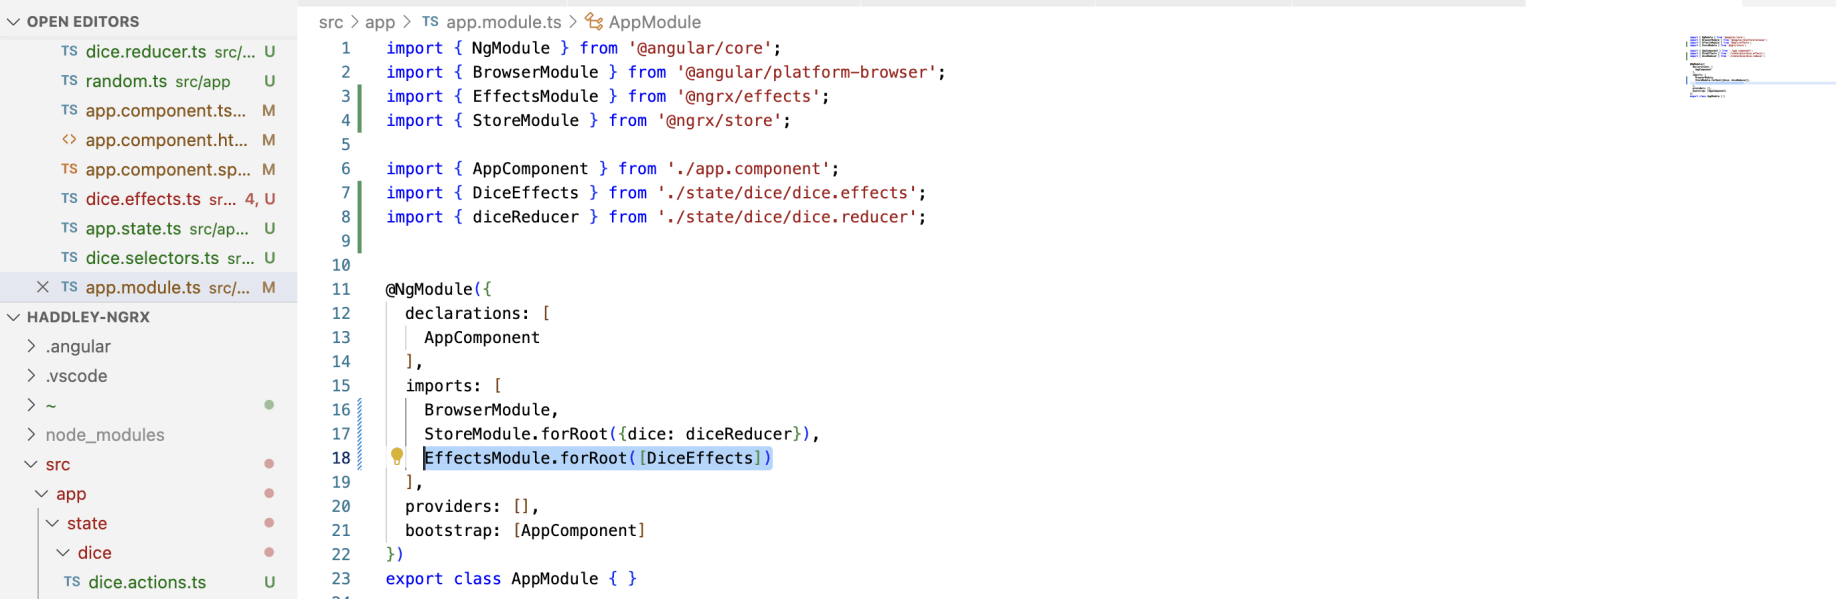 OPEN EDITORS
TS dice.reducer.ts src/... U
TS random.ts src/app U
TS app.component.ts... M
<> app.component.ht... M
TS app.component.sp... M
TS dice.effects.ts sr... 4, U
TS app.state.ts src/ap... U
TS dice.selectors.ts sr... U
TS app.module.ts src/... M
HADDLEY-NGRX
.angular
.vscode
~
node_modules
src
app
state
dice
TS dice.actions.ts U
src > app > TS app.module.ts > AppModule
1 import { NgModule } from '@angular/core';
2 import { BrowserModule } from '@angular/platform-browser';
3 import { EffectsModule } from '@ngrx/effects';
4 import { StoreModule } from '@ngrx/store';
5
6 import { AppComponent } from './app.component';
7 import { DiceEffects } from './state/dice/dice.effects';
8 import { diceReducer } from './state/dice/dice.reducer';
9
10
11 @NgModule({
12 declarations: [
13 AppComponent
14 ],
15 imports: [
16 BrowserModule,
17 StoreModule.forRoot({dice: diceReducer}),
18 EffectsModule.forRoot([DiceEffects])
19 ],
20 providers: [],
21 bootstrap: [AppComponent]
22 })
23 export class AppModule { }